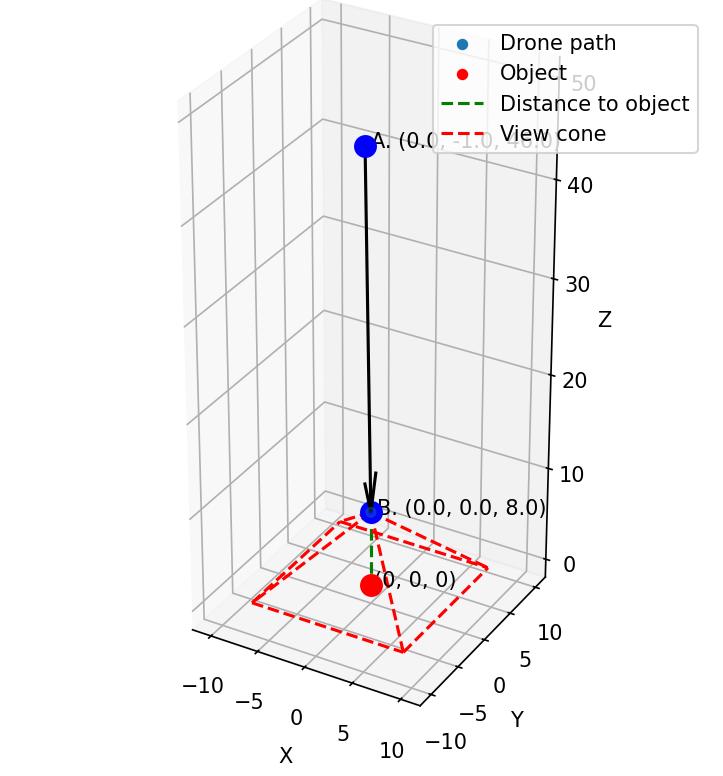 Drone path
Object
Distance to object
View cone
A. (0.0, -1.0, 40.0)
B. (0.0, 0.0, 8.0)
(0, 0, 0)
50
40
30
20
10
0
Z
−10
−5
0
5
10
X
−10
−5
0
5
10
Y